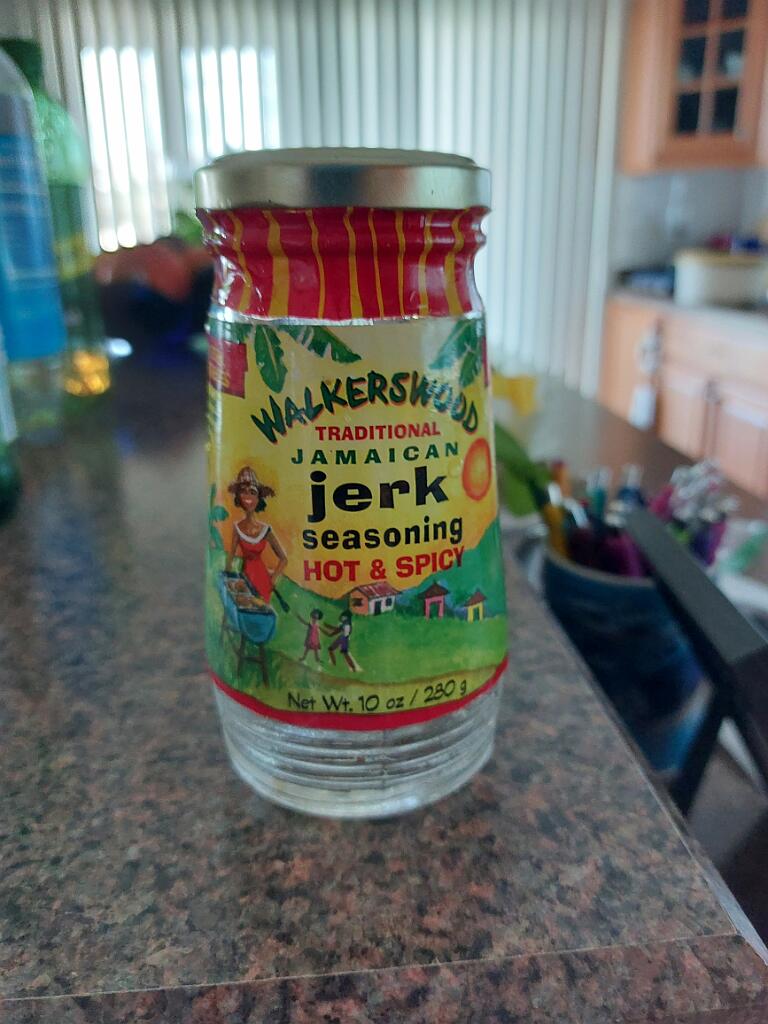 WALKERSWOOD
TRADITIONAL
JAMAICAN
jerk
seasoning
HOT & SPICY
Net Wt. 10 oz / 280 g